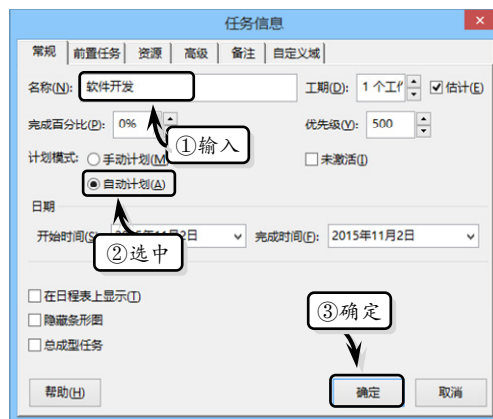 任务信息
常规 前置任务 资源 高级 备注 自定义域
名称(N): 软件开发 工期(D): 1 个工作 估计(E)
完成百分比(P): 0% 优先级(Y): 500
①输入
计划模式: 手动计划(M 未激活(I)
自动计划(A)
日期
开始时间(S 2015年11月2日 完成时间(F): 2015年11月2日
②选中
在日程表上显示(T)
隐藏条形图
③确定
总成型任务
帮助(H) 确定 取消